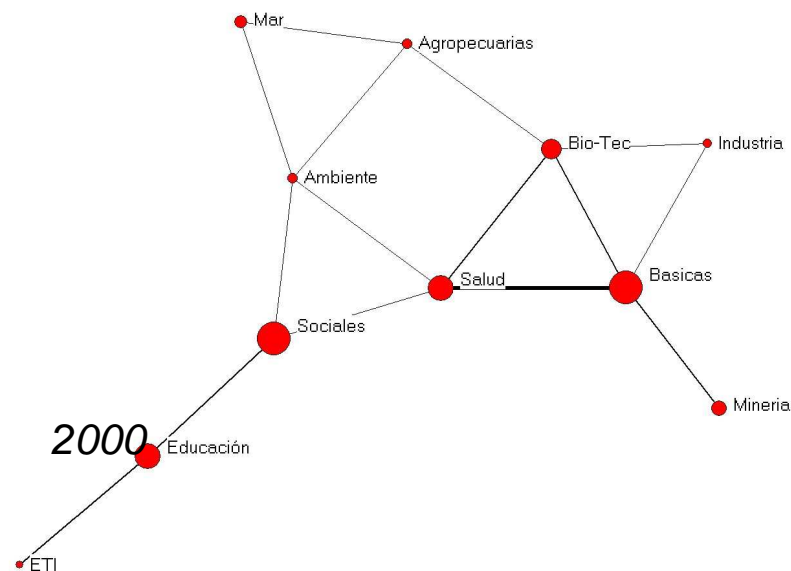 Mar
Agropecuarias
Bio-Tec
Industria
Ambiente
Salud
Basicas
Sociales
Mineria
2000
Educación
ETI